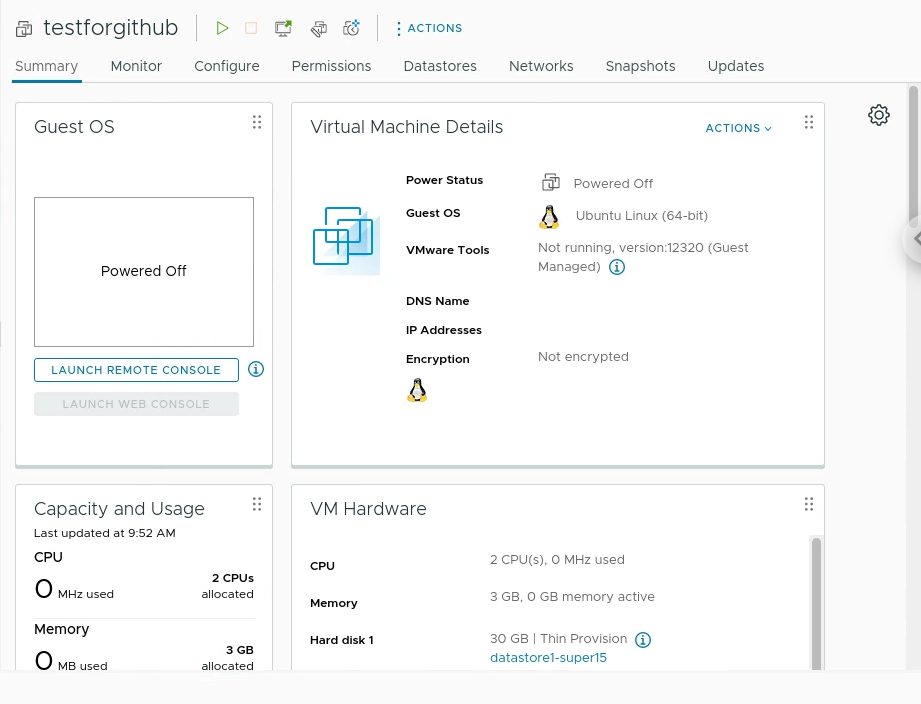 testforgithub
ACTIONS
Summary Monitor Configure Permissions Datastores Networks Snapshots Updates
Guest OS
Powered Off
LAUNCH REMOTE CONSOLE
LAUNCH WEB CONSOLE
Virtual Machine Details
ACTIONS
Power Status Powered Off
Guest OS Ubuntu Linux (64-bit)
VMware Tools Not running, version:12320 (Guest
Managed)
DNS Name
IP Addresses
Encryption Not encrypted
Capacity and Usage
Last updated at 9:52 AM
CPU
0 MHz used 2 CPUs
allocated
Memory
0 MB used 3 GB
allocated
VM Hardware
CPU 2 CPU(s), 0 MHz used
Memory 3 GB, 0 GB memory active
Hard disk 1 30 GB | Thin Provision
datastore1-super15